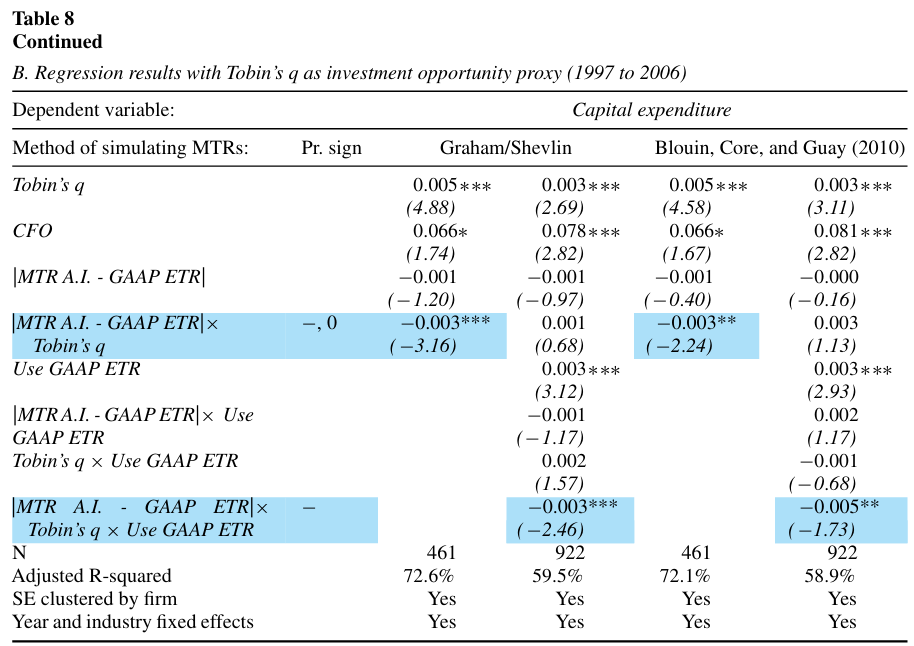 Table 8
Continued
B. Regression results with Tobin's q as investment opportunity proxy (1997 to 2006)
Dependent variable: Capital expenditure
Method of simulating MTRs: Pr. sign Graham/Shevlin Blouin, Core, and Guay (2010)
Tobin's q 0.005∗∗∗ 0.003∗∗∗ 0.005∗∗∗ 0.003∗∗∗
(4.88) (2.69) (4.58) (3.11)
CFO 0.066∗ 0.078∗∗∗ 0.066∗ 0.081∗∗∗
(1.74) (2.82) (1.67) (2.82)
|MTR A.I. - GAAP ETR| −0.001 −0.001 −0.001 −0.000
(−1.20) (−0.97) (−0.40) (−0.16)
|MTR A.I. - GAAP ETR|× −, 0 −0.003*** 0.001 −0.003** 0.003
Tobin's q (−3.16) (0.68) (−2.24) (1.13)
Use GAAP ETR 0.003∗∗∗ 0.003∗∗∗
(3.12) (2.93)
|MTR A.I. - GAAP ETR|× Use −0.001 0.002
GAAP ETR (−1.17) (1.17)
Tobin's q × Use GAAP ETR 0.002 −0.001
(1.57) (−0.68)
|MTR A.I. - GAAP ETR|× − −0.003*** −0.005**
Tobin's q × Use GAAP ETR (−2.46) (−1.73)
N 461 922 461 922
Adjusted R-squared 72.6% 59.5% 72.1% 58.9%
SE clustered by firm Yes Yes Yes Yes
Year and industry fixed effects Yes Yes Yes Yes